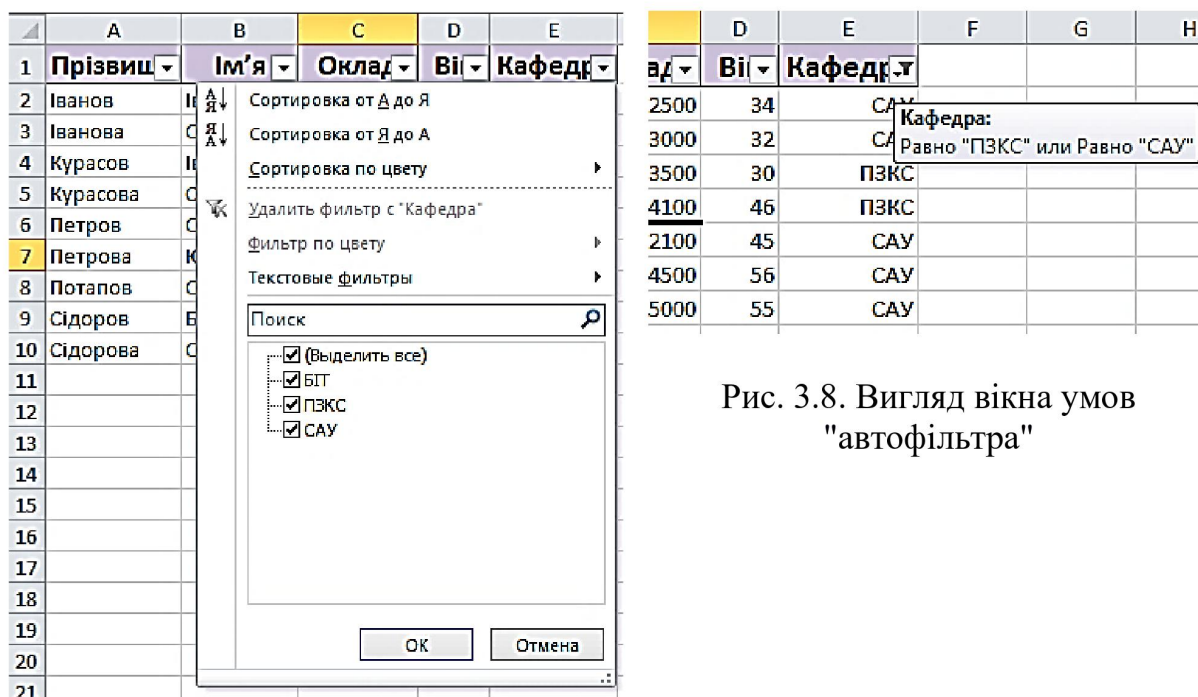 A B C D E
1 Прізвищ Ім’я Оклад Ві Кафедр
2 Іванов
3 Іванова
4 Курасов
5 Курасова
6 Петров
7 Петрова
8 Потапов
9 Сідоров
10 Сідорова
11
12
13
14
15
16
17
18
19
20
21
Сортировка от А до Я
Сортировка от Я до А
Сортировка по цвету
Удалить фильтр с "Кафедра"
Фильтр по цвету
Текстовые фильтры
Поиск
(Выделить все)
БІТ
ПЗКС
САУ
ОК Отмена
D E F G H
Ві Кафедр
2500 34 САУ
3000 32
3500 30 ПЗКС
4100 46 ПЗКС
2100 45 САУ
4500 56 САУ
5000 55 САУ
Кафедра:
Равно "ПЗКС" или Равно "САУ"
Рис. 3.8. Вигляд вікна умов
"автофільтра"